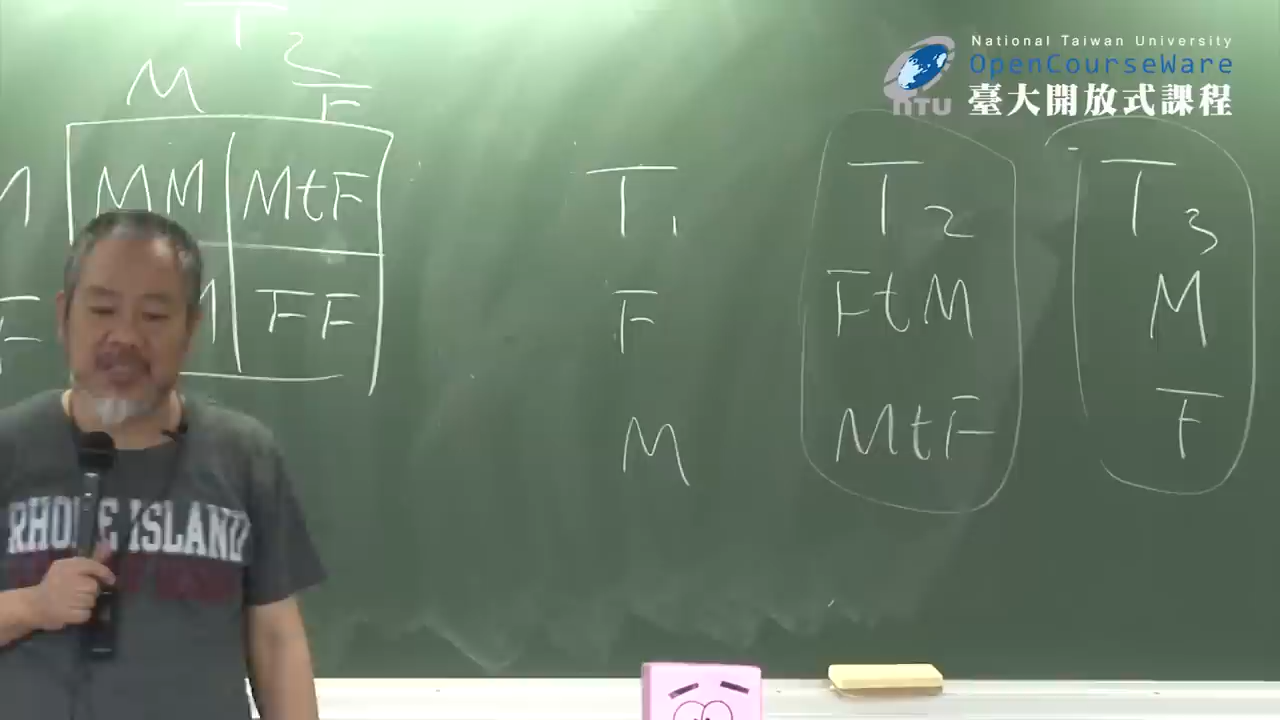 National Taiwan University
OpenCourseWare
NTU 臺大開放式課程
T2
M F
M MM MtF
F M FF
T1 T2 T3
F FtM M
M MtF F
RHODE ISLAND